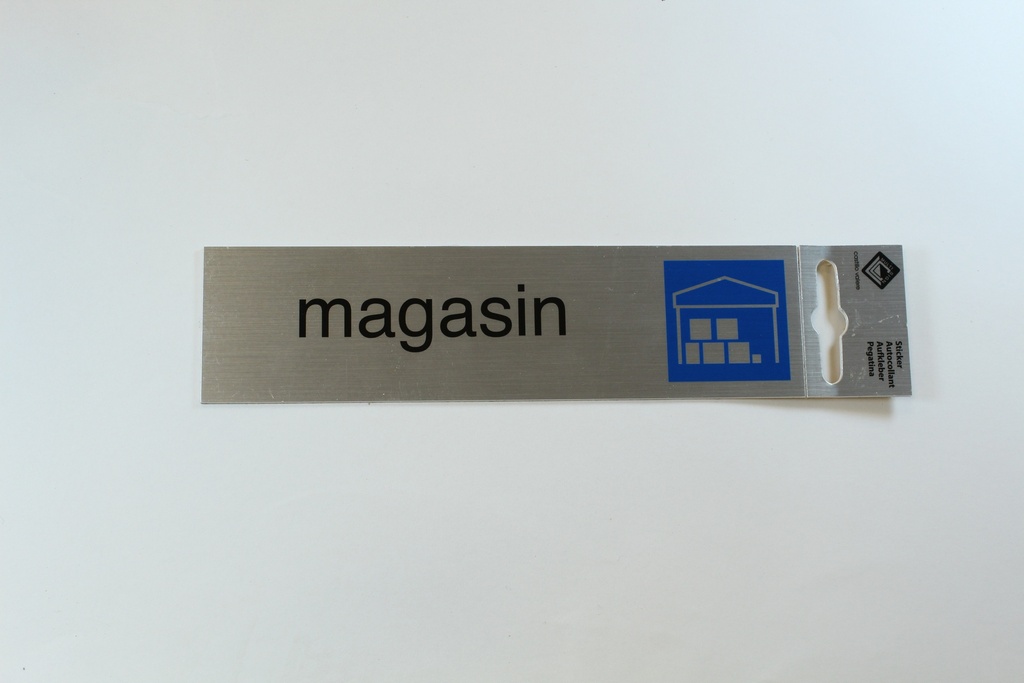 magasin
Sticker
Autocollant
Aufkleber
Pegatina